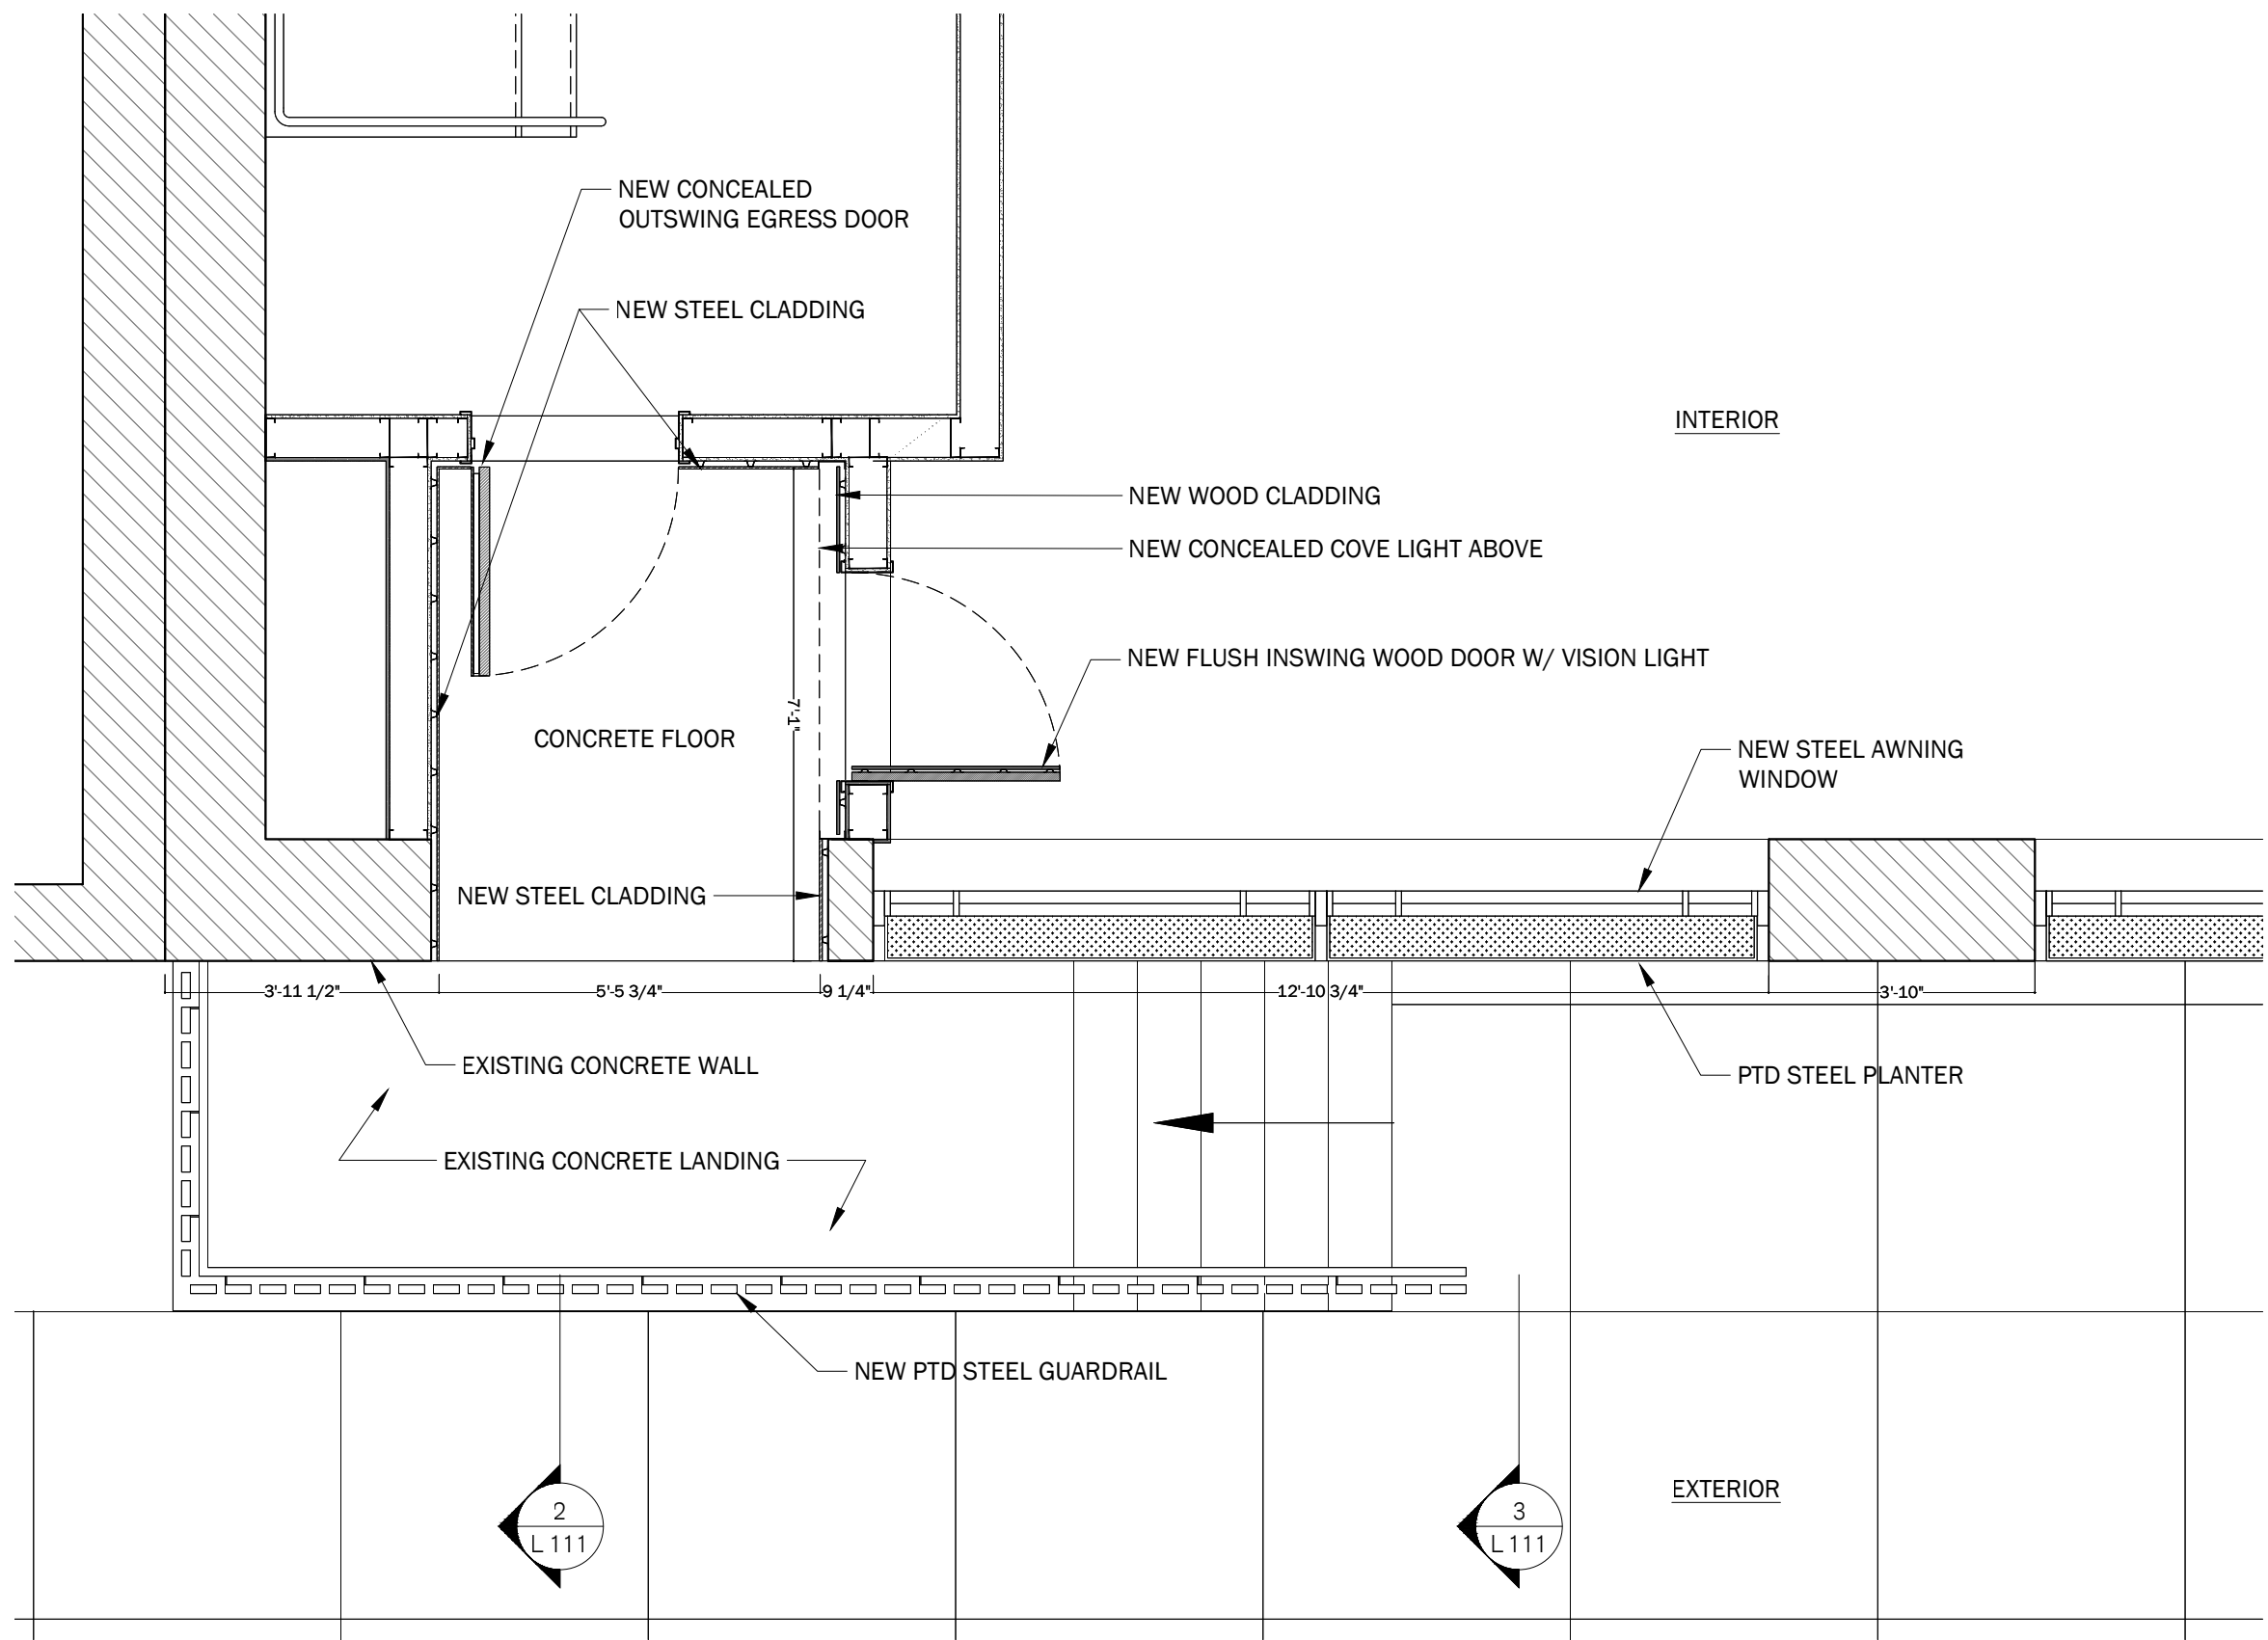 NEW CONCEALED
OUTSWING EGRESS DOOR
NEW STEEL CLADDING
INTERIOR
NEW WOOD CLADDING
NEW CONCEALED COVE LIGHT ABOVE
NEW FLUSH INSWING WOOD DOOR W/ VISION LIGHT
7'-1"
CONCRETE FLOOR
NEW STEEL AWNING
WINDOW
NEW STEEL CLADDING
3'-11 1/2"
5'-5 3/4"
9 1/4"
12'-10 3/4"
3'-10"
EXISTING CONCRETE WALL
PTD STEEL PLANTER
EXISTING CONCRETE LANDING
NEW PTD STEEL GUARDRAIL
EXTERIOR
2
L 111
3
L 111